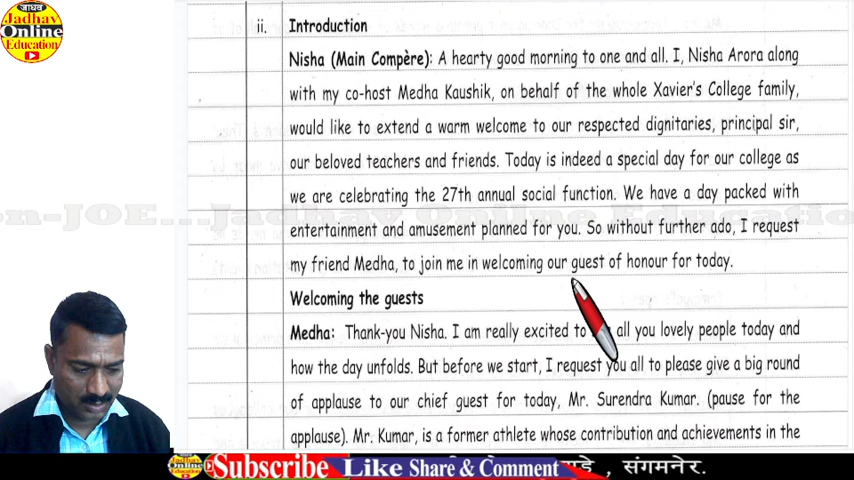 जाधव
Jadhav
Online
Education
ii. Introduction
Nisha (Main Compère): A hearty good morning to one and all. I, Nisha Arora along
with my co-host Medha Kaushik, on behalf of the whole Xavier's College family,
would like to extend a warm welcome to our respected dignitaries, principal sir,
our beloved teachers and friends. Today is indeed a special day for our college as
we are celebrating the 27th annual social function. We have a day packed with
n-JOE...Jadhav Online Education
entertainment and amusement planned for you. So without further ado, I request
my friend Medha, to join me in welcoming our guest of honour for today.
Welcoming the guests
Medha: Thank-you Nisha. I am really excited to all you lovely people today and
how the day unfolds. But before we start, I request you all to please give a big round
of applause to our chief guest for today, Mr. Surendra Kumar. (pause for the
applause). Mr. Kumar, is a former athlete whose contribution and achievements in the
Jadhav
Online
Education
Subscribe Like Share & Comment , संगमनेर.